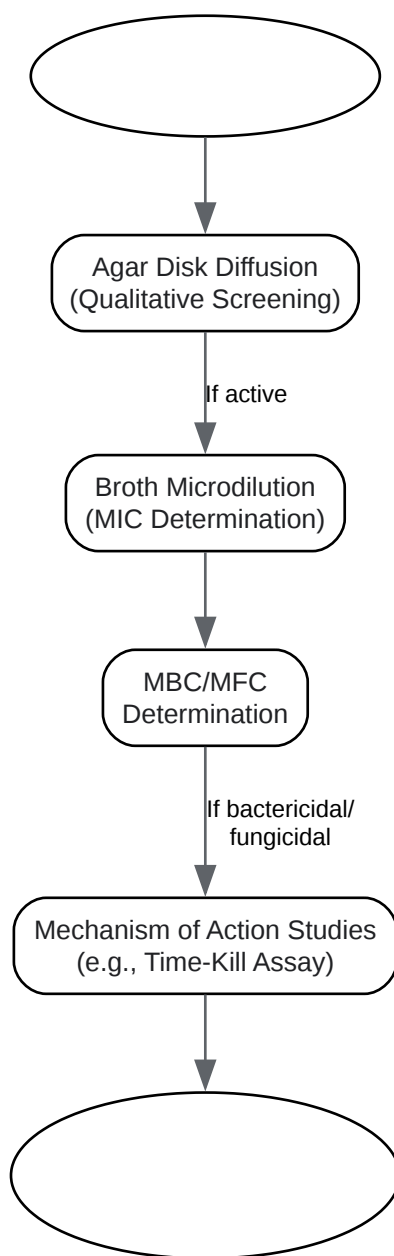 Agar Disk Diffusion
(Qualitative Screening)
If active
Broth Microdilution
(MIC Determination)
MBC/MFC
Determination
If bactericidal/
fungicidal
Mechanism of Action Studies
(e.g., Time-Kill Assay)